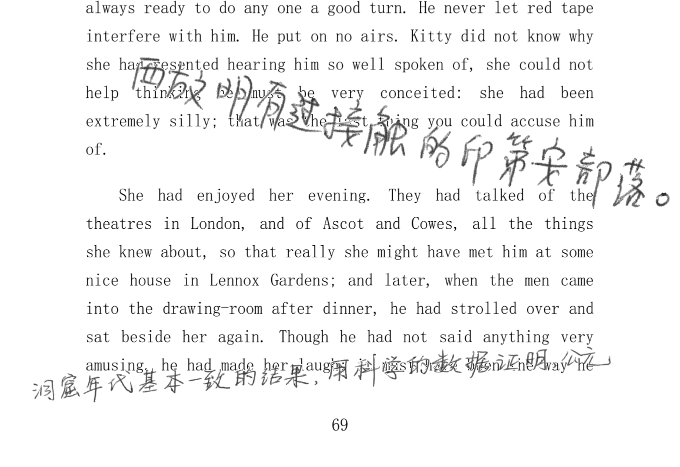 always ready to do any one a good turn. He never let red tape
interfere with him. He put on no airs. Kitty did not know why
she had resented hearing him so well spoken of, she could not
西放文明有过接触的印第安部落。
help thinking he must be very conceited: she had been
extremely silly; that was the last thing you could accuse him
of.
She had enjoyed her evening. They had talked of the
theatres in London, and of Ascot and Cowes, all the things
she knew about, so that really she might have met him at some
nice house in Lennox Gardens; and later, when the men came
into the drawing-room after dinner, he had strolled over and
sat beside her again. Though he had not said anything very
amusing, he had made her laugh; it must have been the way he
洞窟年代基本一致的结果，用科学的数据证明，公元
69